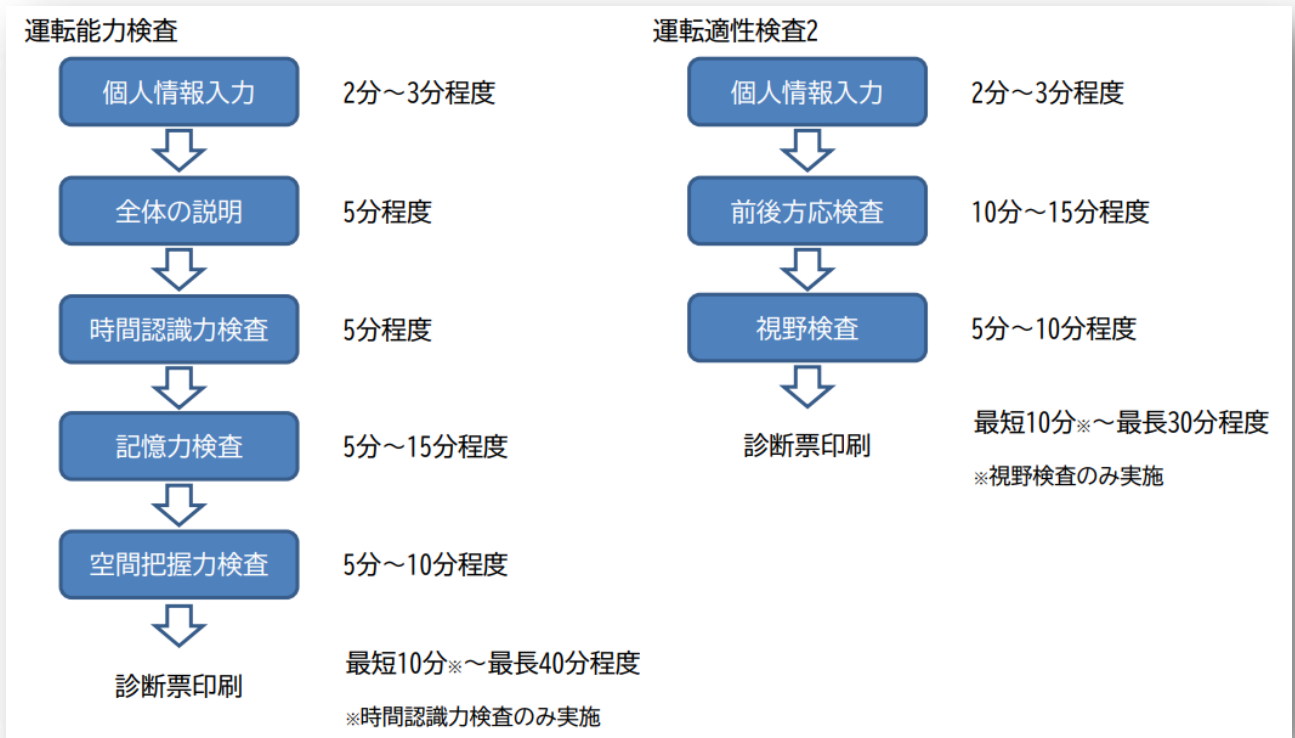 運転能力検査
個人情報入力
2分～3分程度
全体の説明
5分程度
時間認識力検査
5分程度
記憶力検査
5分～15分程度
空間把握力検査
5分～10分程度
診断票印刷
最短10分※～最長40分程度
※時間認識力検査のみ実施
運転適性検査2
個人情報入力
2分～3分程度
前後方応検査
10分～15分程度
視野検査
5分～10分程度
診断票印刷
最短10分※～最長30分程度
※視野検査のみ実施